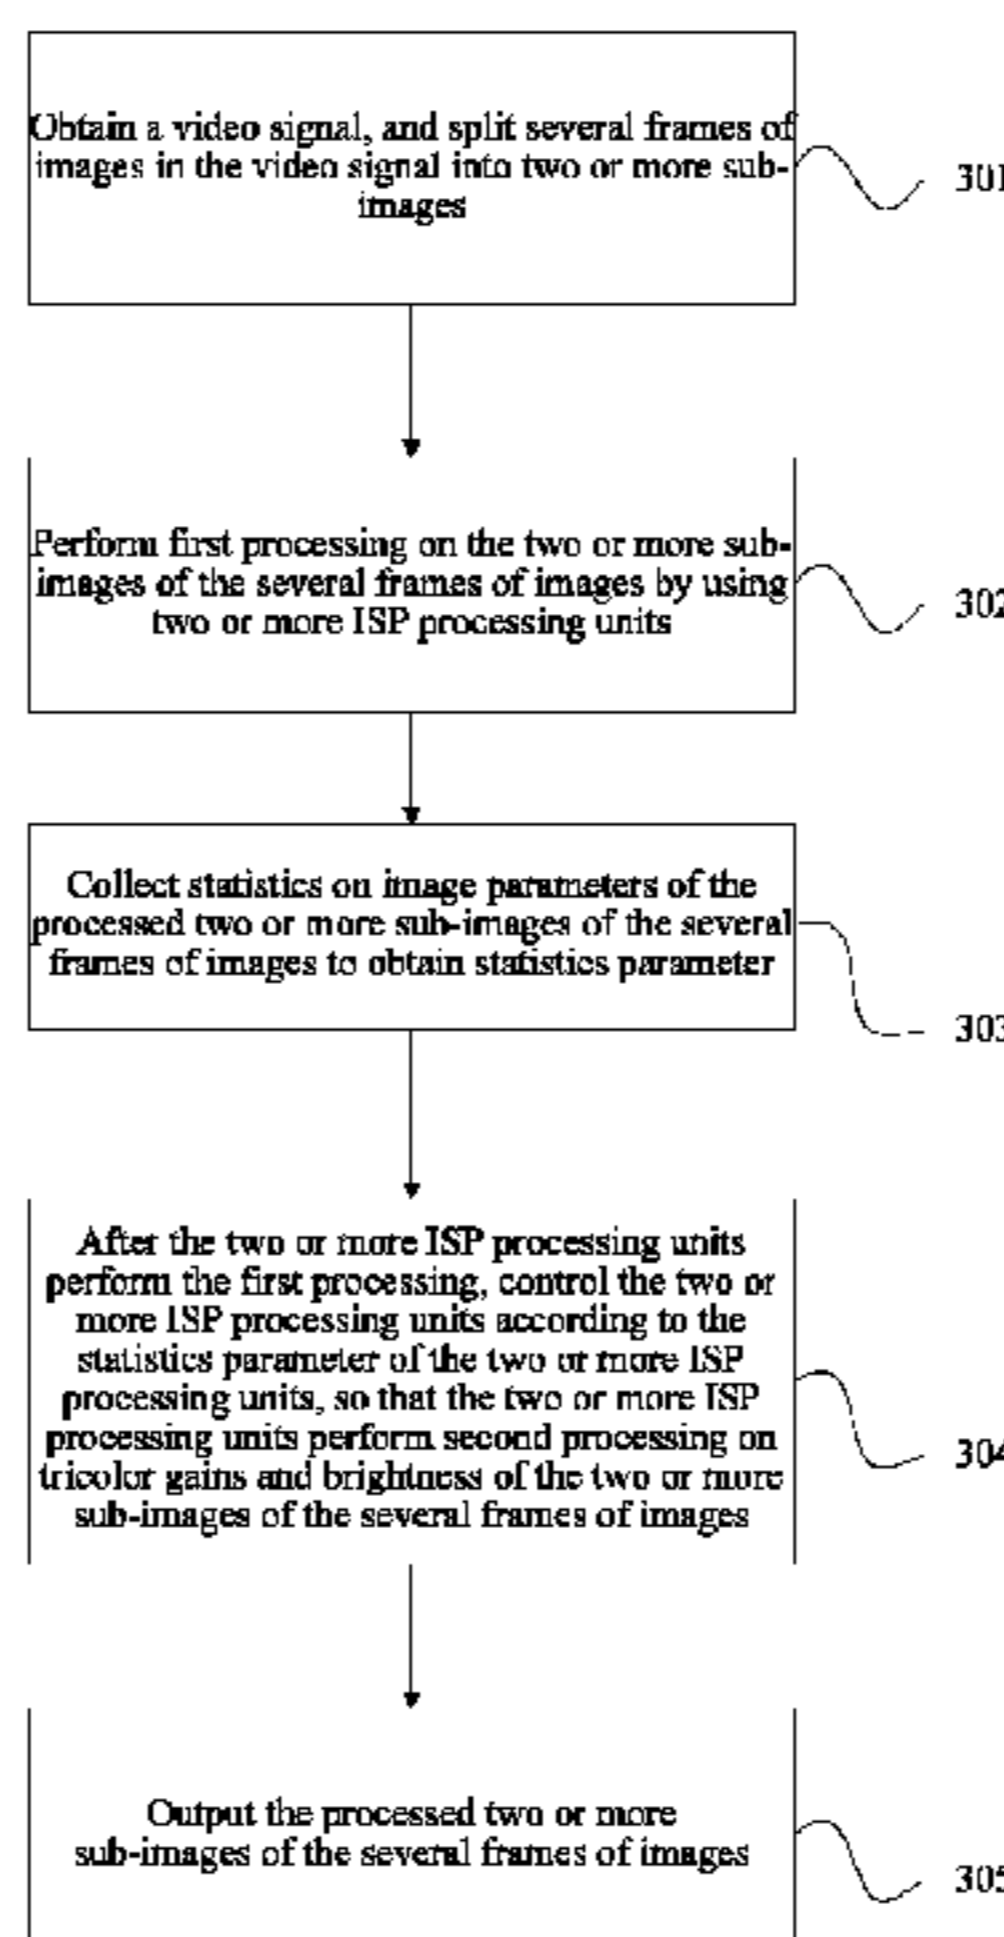 Obtain a video signal, and split several frames of
images in the video signal into two or more sub-
images
301
Perform first processing on the two or more sub-
images of the several frames of images by using
two or more ISP processing units
302
Collect statistics on image parameters of the
processed two or more sub-images of the several
frames of images to obtain statistics parameter
303
After the two or more ISP processing units
perform the first processing, control the two or
more ISP processing units according to the
statistics parameter of the two or more ISP
processing units, so that the two or more ISP
processing units perform second processing on
tricolor gains and brightness of the two or more
sub-images of the several frames of images
304
Output the processed two or more
sub-images of the several frames of images
305